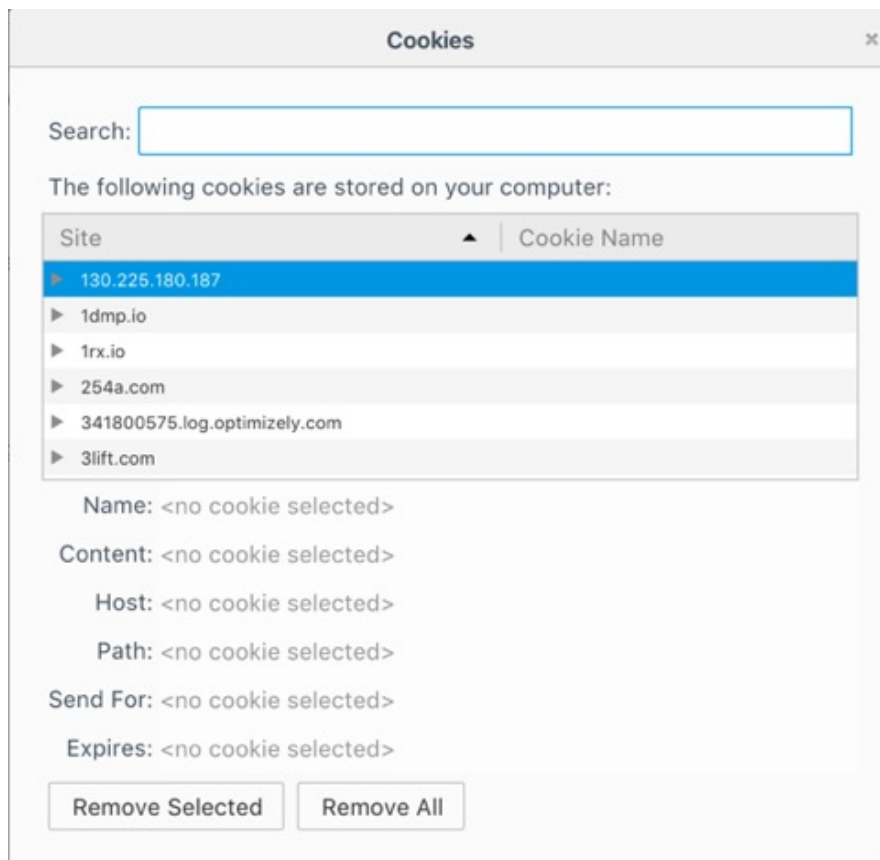 Cookies
Search:
The following cookies are stored on your computer:
Site Cookie Name
130.225.180.187
1dmp.io
1rx.io
254a.com
341800575.log.optimizely.com
3lift.com
Name: <no cookie selected>
Content: <no cookie selected>
Host: <no cookie selected>
Path: <no cookie selected>
Send For: <no cookie selected>
Expires: <no cookie selected>
Remove Selected Remove All